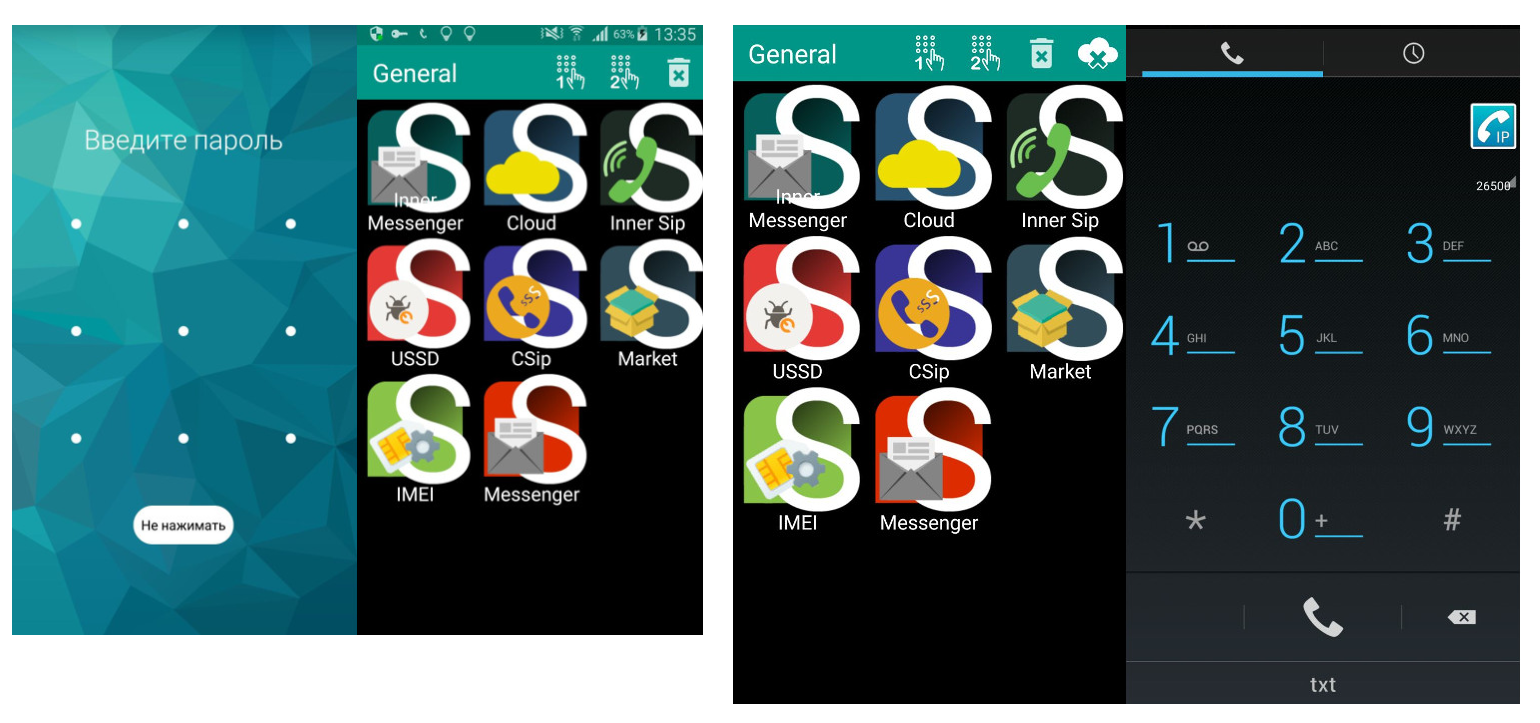 Введите пароль
Не нажимать
63% 13:35
General
1 2
Inner
Messenger
Cloud
Inner Sip
USSD
CSip
Market
IMEI
Messenger
General
1 2
Inner
Messenger
Cloud
Inner Sip
USSD
CSip
Market
IMEI
Messenger
IP
26500
1
2 ABC
3 DEF
4 GHI
5 JKL
6 MNO
7 PQRS
8 TUV
9 WXYZ
*
0 +
#
txt